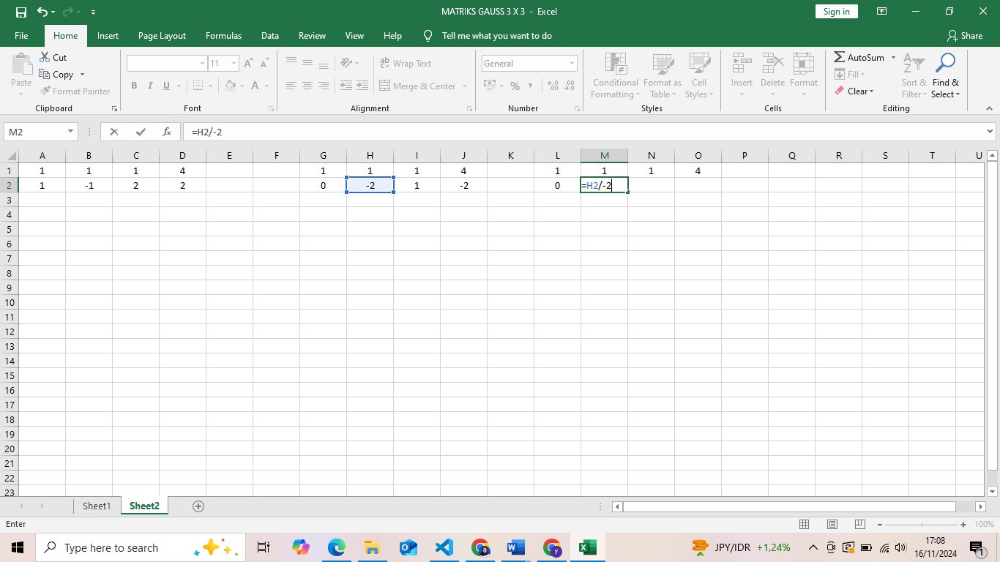 MATRIKS GAUSS 3 X 3 - Excel
Sign in
File Home Insert Page Layout Formulas Data Review View Help Tell me what you want to do Share
Paste
Cut
Copy
Format Painter
Clipboard
11
B I U
Font
Wrap Text
Merge & Center
Alignment
General
Number
Conditional Formatting
Format as Table
Cell Styles
Styles
Insert Delete Format
Cells
AutoSum
Fill
Clear
Sort & Filter
Find & Select
Editing
M2 fx =H2/-2
A B C D E F G H I J K L M N O P Q R S T U
1 1 1 1 4 1 1 1 4 1 1 1 4
2 1 -1 2 2 0 -2 1 -2 0 =H2/-2
3
4
5
6
7
8
9
10
11
12
13
14
15
16
17
18
19
20
21
22
23
Sheet1 Sheet2
Enter 100%
Type here to search
JPY/IDR +1,24%
17:08
16/11/2024
1